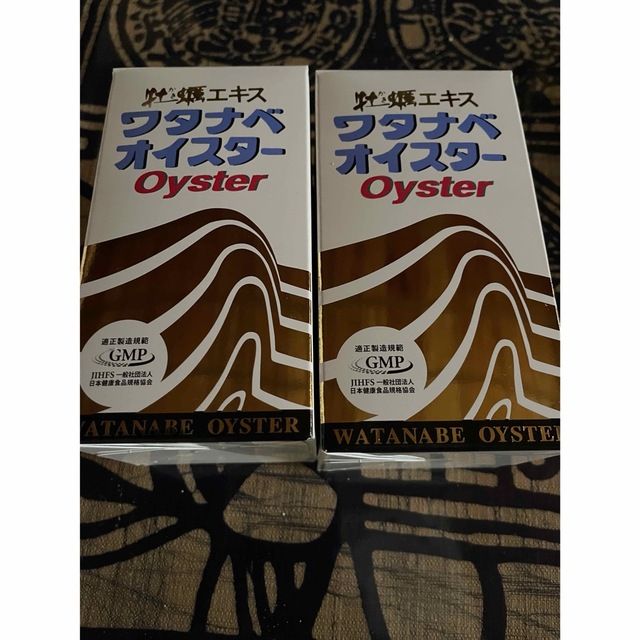 牡蠣エキス
かき
ワタナベ
オイスター
Oyster
適正製造規範
GMP
JIHFS 一般社団法人
日本健康食品規格協会
WATANABE OYSTER
牡蠣エキス
かき
ワタナベ
オイスター
Oyster
適正製造規範
GMP
JIHFS 一般社団法人
日本健康食品規格協会
WATANABE OYSTER